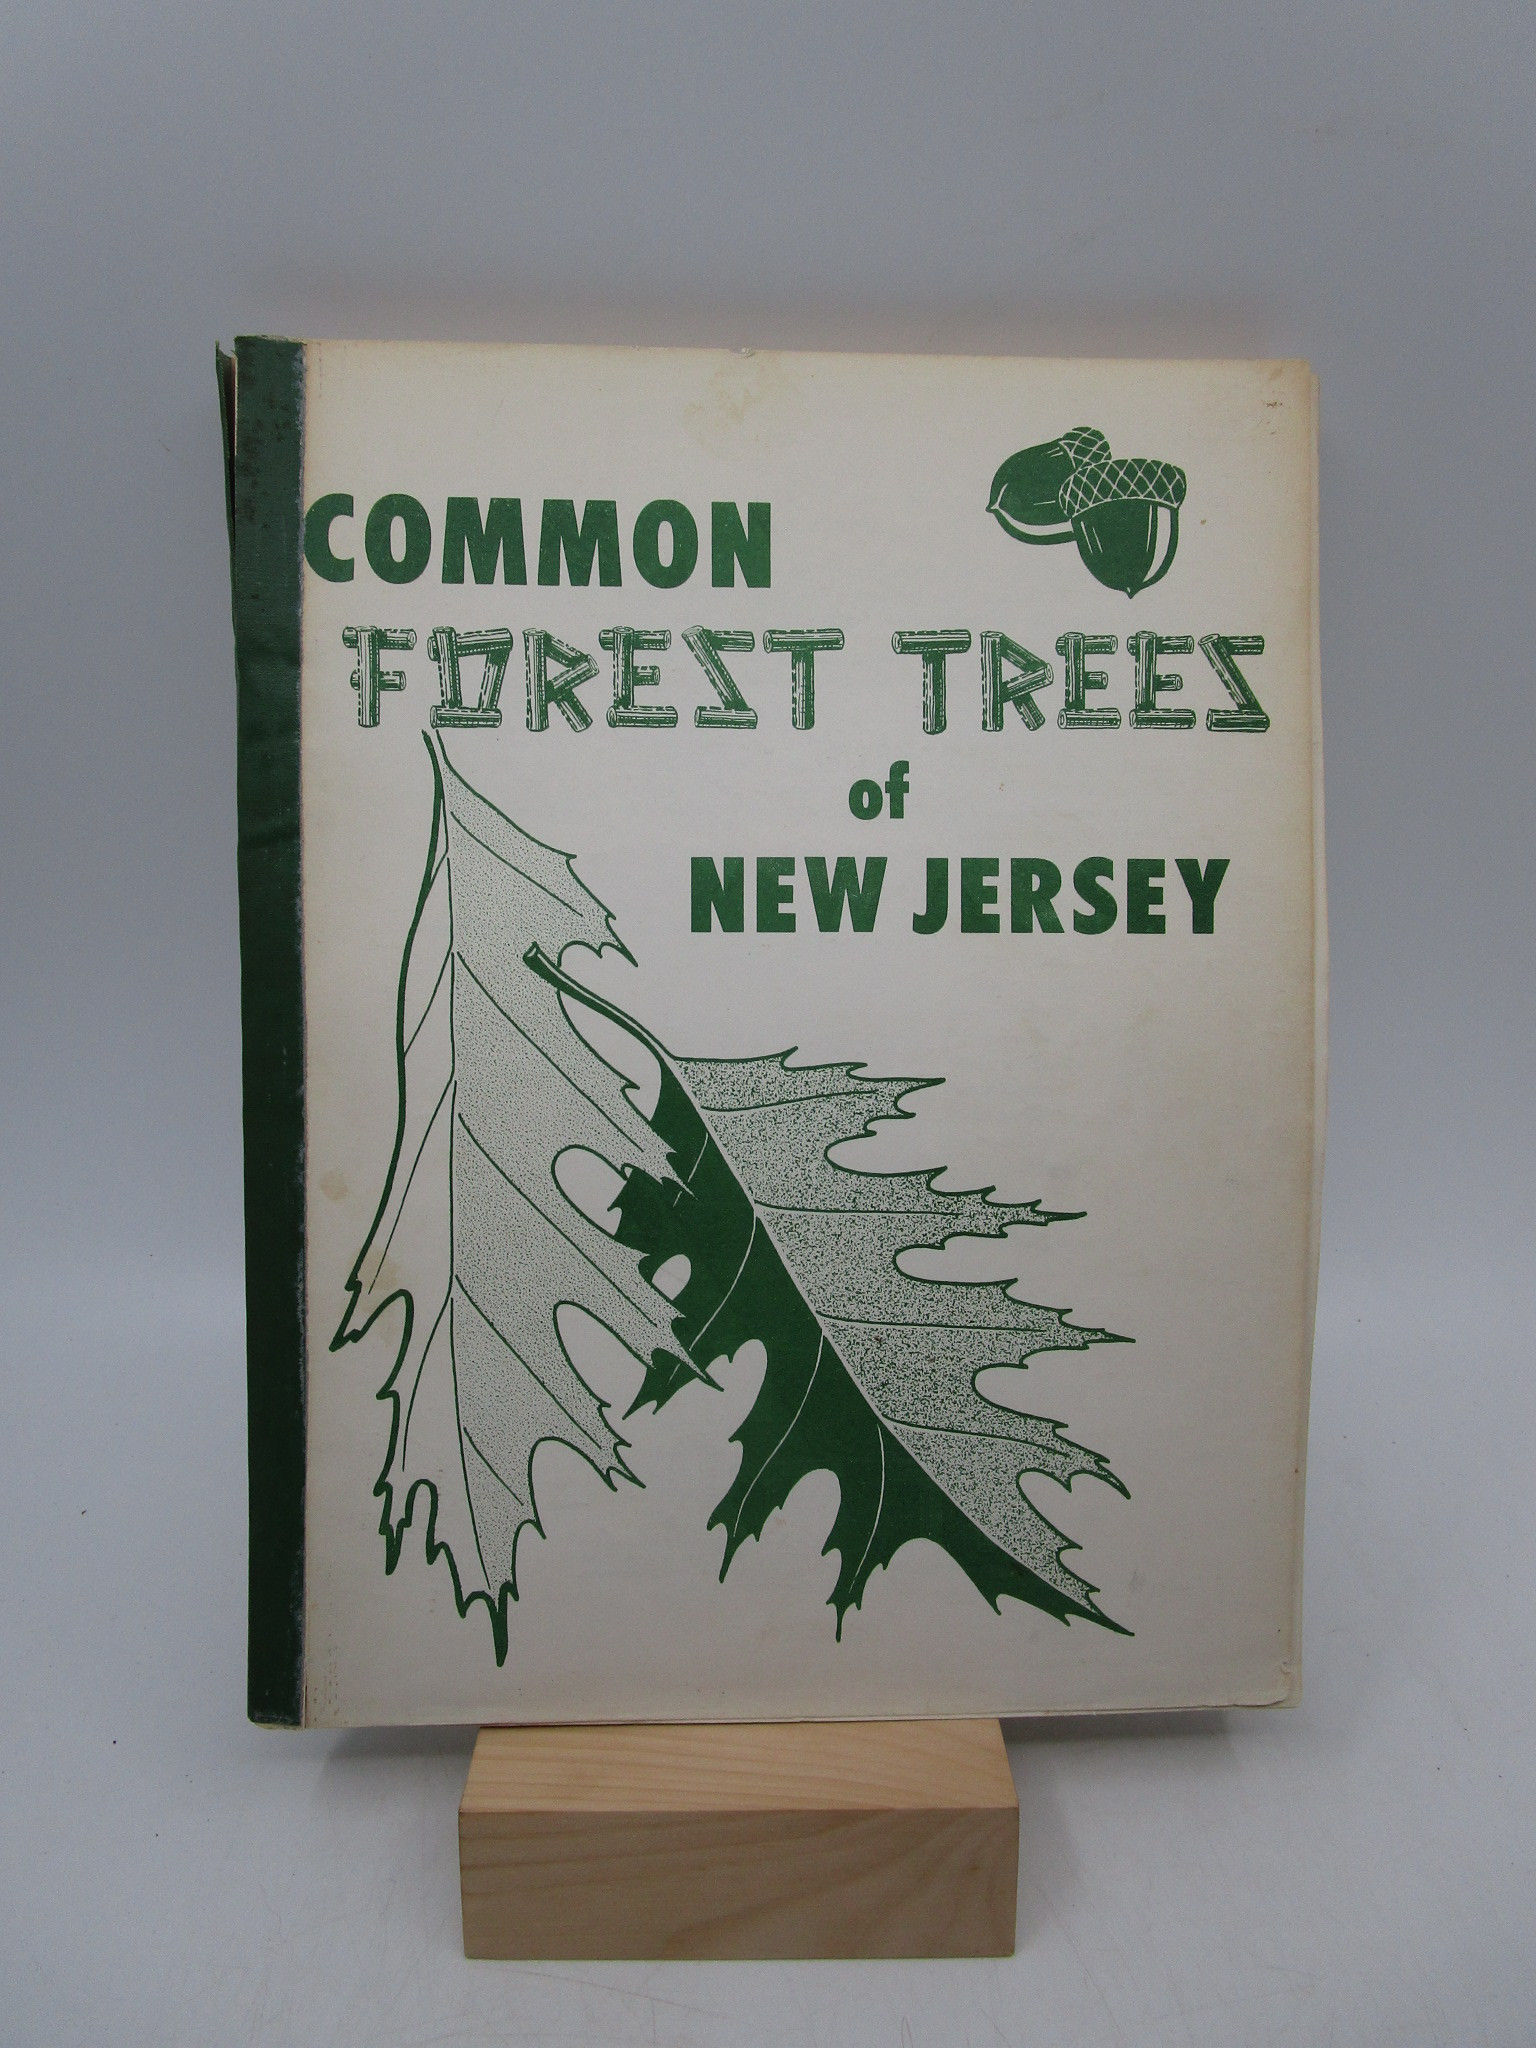 COMMON
FOREST TREES
of
NEW JERSEY